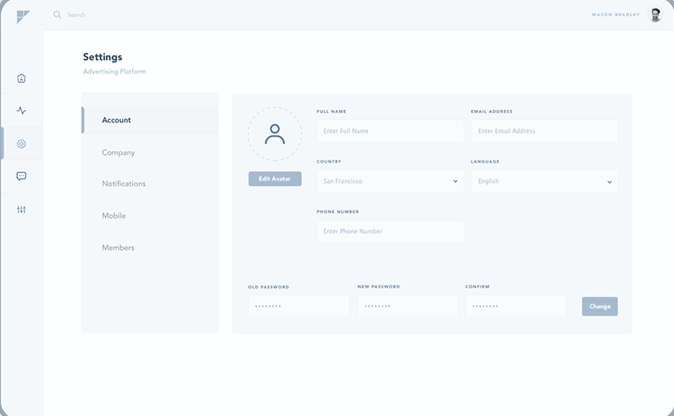 Search
MASON BRADLEY
Settings
Advertising Platform
Account
Company
Notifications
Mobile
Members
Edit Avatar
FULL NAME
Enter Full Name
EMAIL ADDRESS
Enter Email Address
COUNTRY
San Francisco
LANGUAGE
English
PHONE NUMBER
Enter Phone Number
OLD PASSWORD
NEW PASSWORD
CONFIRM
Change